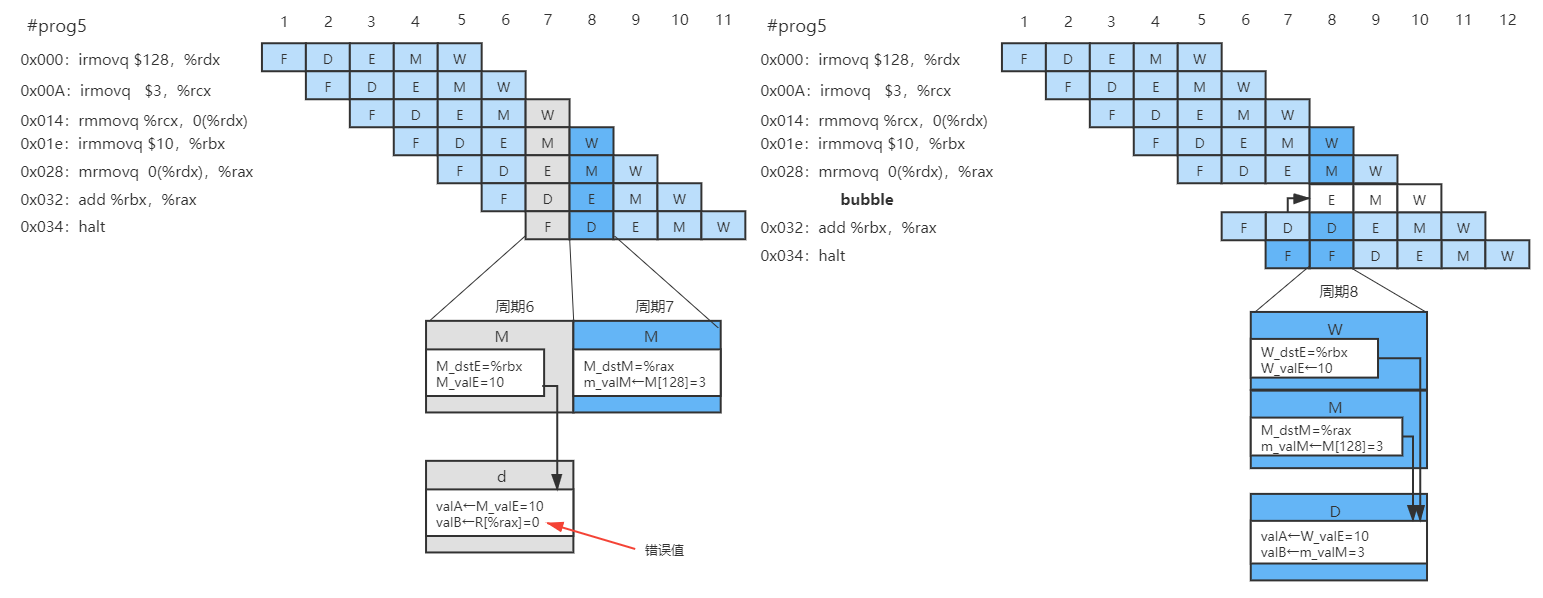 #prog5
1 2 3 4 5 6 7 8 9 10 11
0x000: irmovq $128, %rdx F D E M W
0x00A: irmovq $3, %rcx F D E M W
0x014: rmmovq %rcx, 0(%rdx) F D E M W
0x01e: irmmovq $10, %rbx F D E M W
0x028: mrmovq 0(%rdx), %rax F D E M W
0x032: add %rbx, %rax F D E M W
0x034: halt F D E M W
周期6 周期7
M M
M_dstE=%rbx
M_valE=10
M_dstM=%rax
m_valM←M[128]=3
d
valA←M_valE=10
valB←R[%rax]=0
错误值
#prog5
1 2 3 4 5 6 7 8 9 10 11 12
0x000: irmovq $128, %rdx F D E M W
0x00A: irmovq $3, %rcx F D E M W
0x014: rmmovq %rcx, 0(%rdx) F D E M W
0x01e: irmmovq $10, %rbx F D E M W
0x028: mrmovq 0(%rdx), %rax F D E M W
bubble E M W
0x032: add %rbx, %rax F D D E M W
0x034: halt F F D E M W
周期8
W
W_dstE=%rbx
W_valE←10
M
M_dstM=%rax
m_valM←M[128]=3
D
valA←W_valE=10
valB←m_valM=3